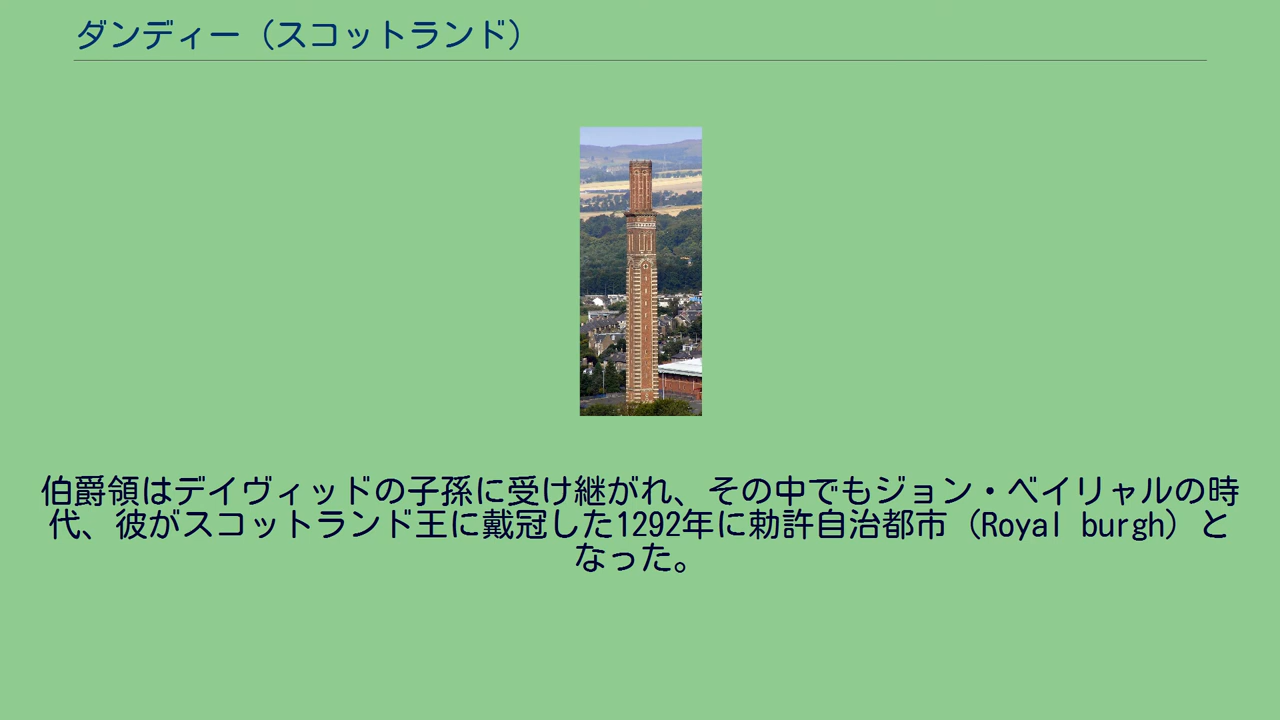 ダンディー（スコットランド）
伯爵領はデイヴィッドの子孫に受け継がれ、その中でもジョン・ベイリャルの時
代、彼がスコットランド王に戴冠した1292年に勅許自治都市（Royal burgh）と
なった。